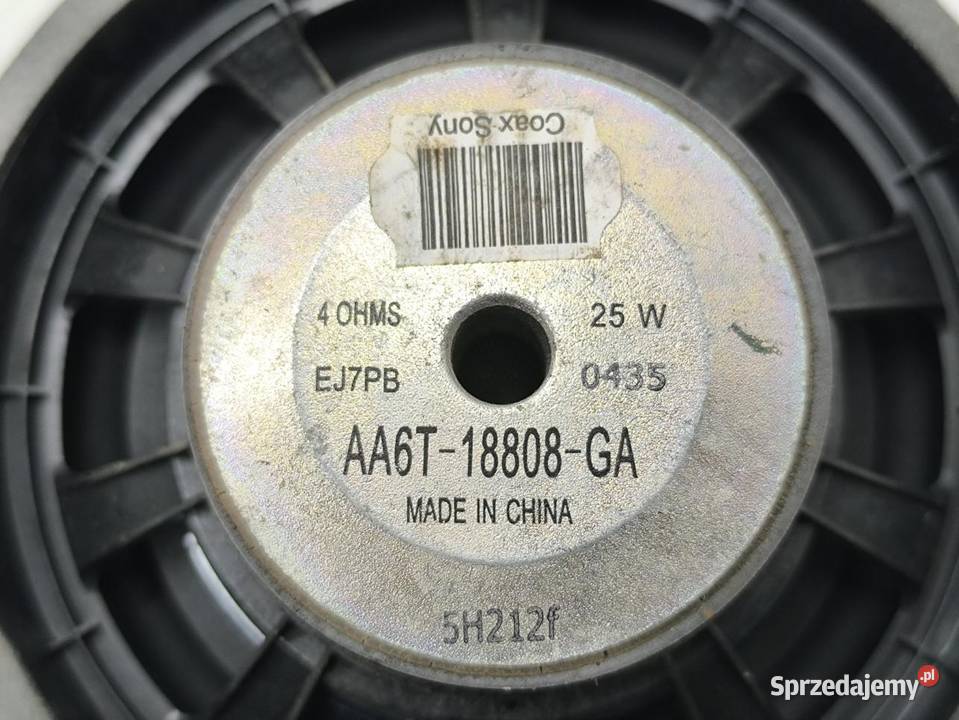 Coax Sony
4 OHMS 25 W
EJ7PB 0435
AA6T-18808-GA
MADE IN CHINA
5H212f
Sprzedajemy.pl